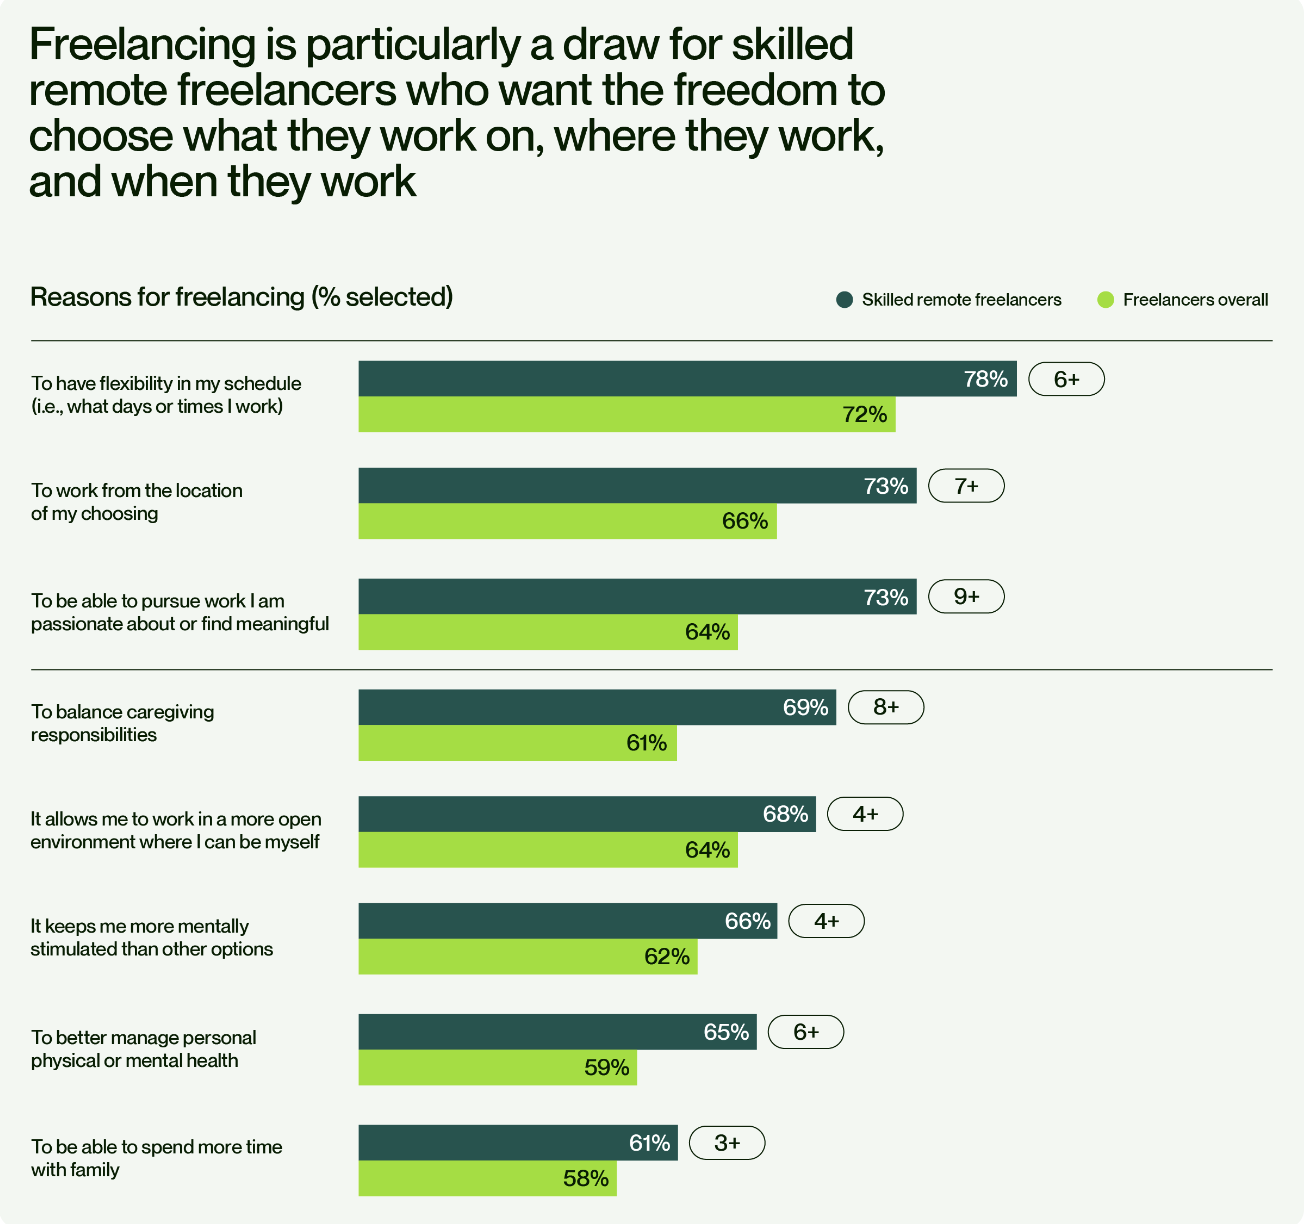 Freelancing is particularly a draw for skilled
remote freelancers who want the freedom to
choose what they work on, where they work,
and when they work
Reasons for freelancing (% selected)
Skilled remote freelancers
Freelancers overall
To have flexibility in my schedule
(i.e., what days or times I work)
78%
6+
72%
To work from the location
of my choosing
73%
7+
66%
To be able to pursue work I am
passionate about or find meaningful
73%
9+
64%
To balance caregiving
responsibilities
69%
8+
61%
It allows me to work in a more open
environment where I can be myself
68%
4+
64%
It keeps me more mentally
stimulated than other options
66%
4+
62%
To better manage personal
physical or mental health
65%
6+
59%
To be able to spend more time
with family
61%
3+
58%